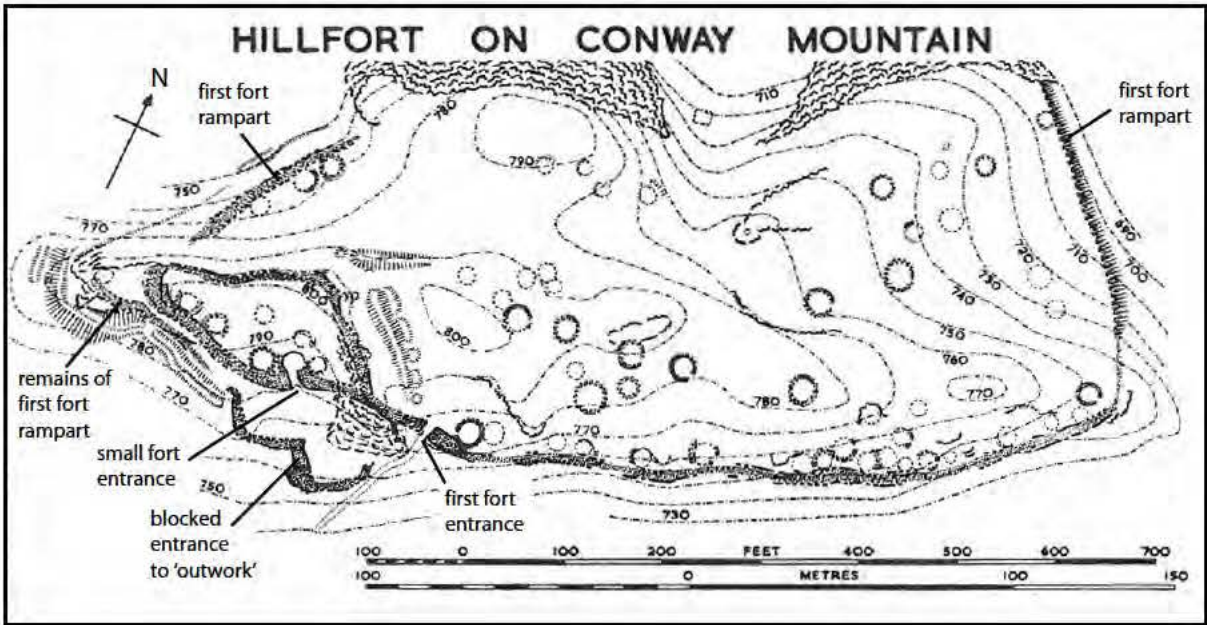 HILLFORT ON CONWAY MOUNTAIN
N
first fort
rampart
first fort
rampart
710
780
790
750
770
690
700
710
720
730
740
750
760
770
780
800
800
790
780
770
770
750
730
remains of
first fort
rampart
small fort
entrance
blocked
entrance
to 'outwork'
first fort
entrance
100 0 100 200 FEET 400 500 600 700
100 0 METRES 100 150